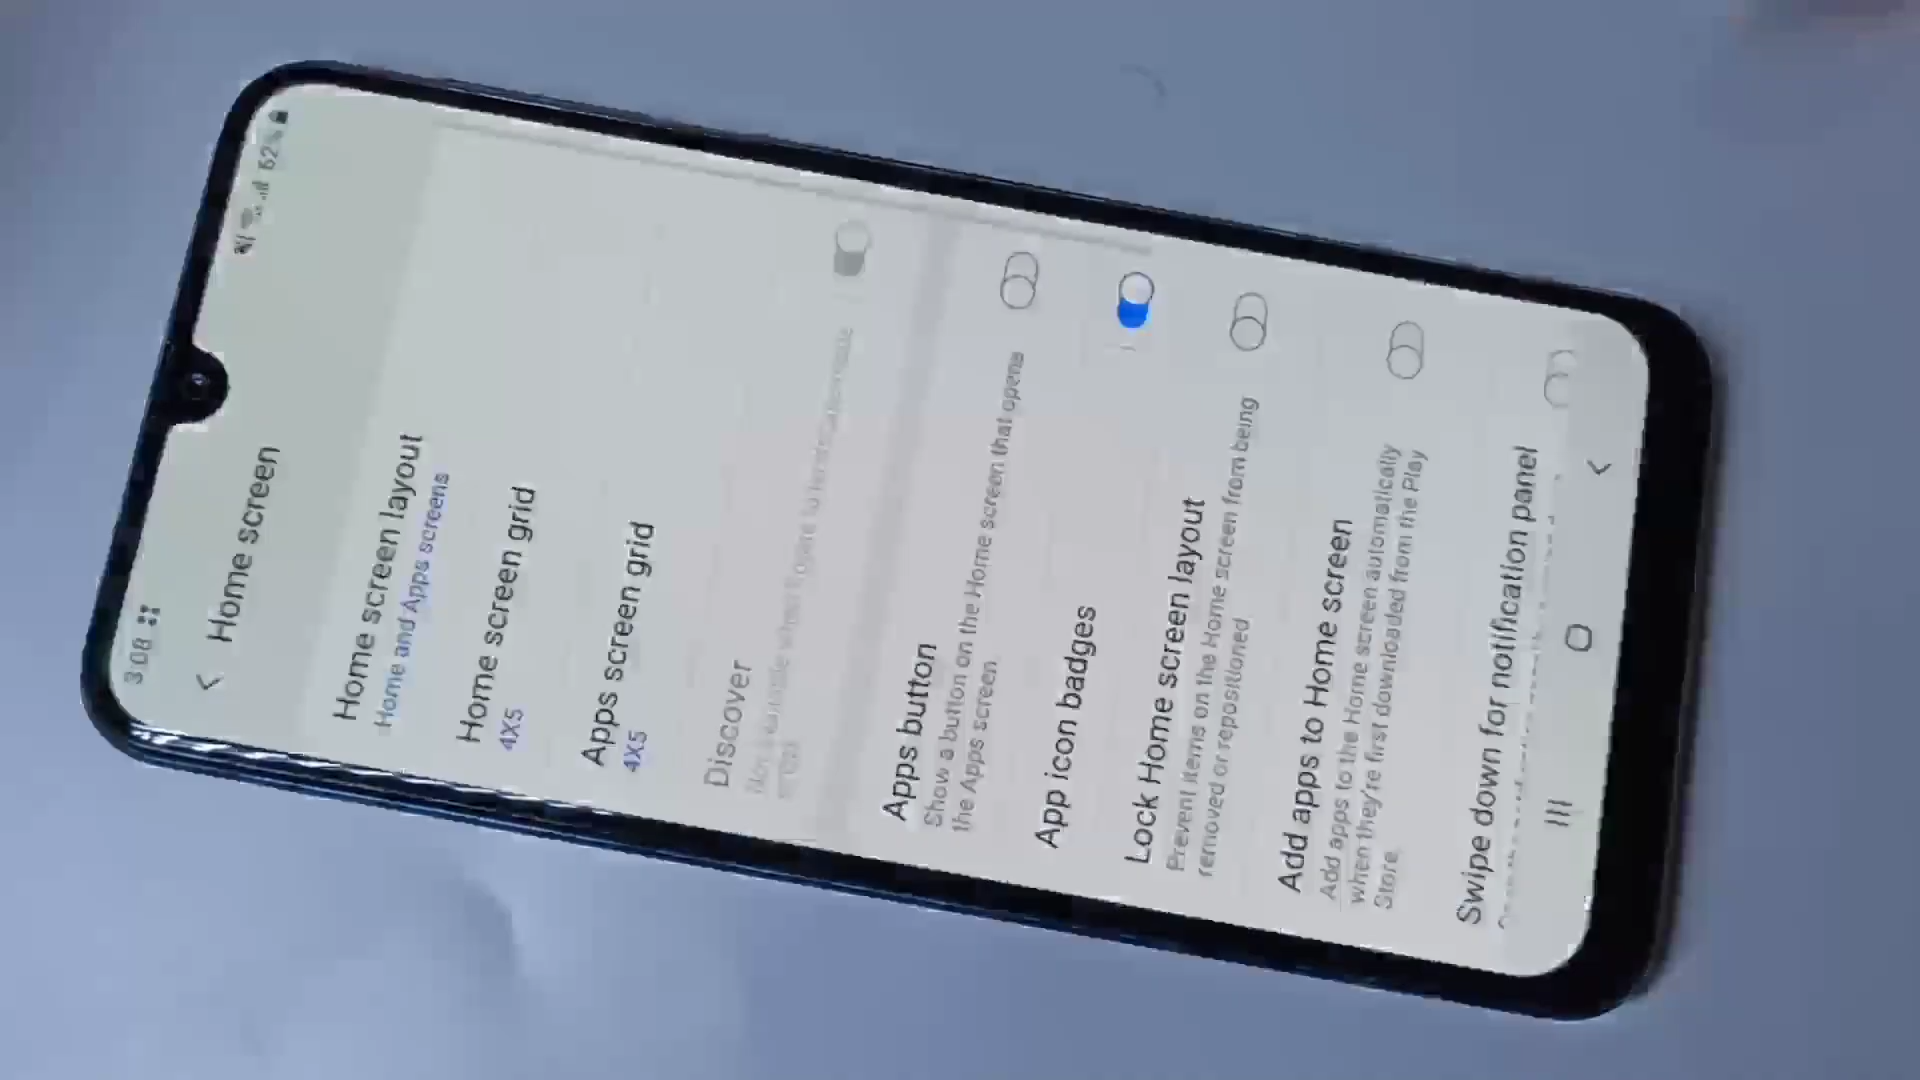 3:08
62%
Home screen
Home screen layout
Home and Apps screens
Home screen grid
4X5
Apps screen grid
4X5
Discover
Apps button
Show a button on the Home screen that opens
the Apps screen.
App icon badges
Lock Home screen layout
Prevent items on the Home screen from being
removed or repositioned.
Add apps to Home screen
Add apps to the Home screen automatically
when they're first downloaded from the Play
Store.
Swipe down for notification panel